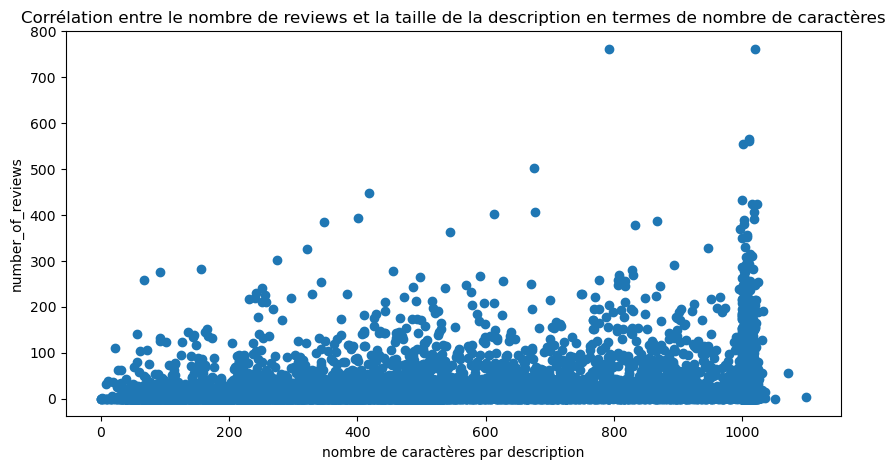 Corrélation entre le nombre de reviews et la taille de la description en termes de nombre de caractères
800
700
600
500
400
300
200
100
0
number_of_reviews
0 200 400 600 800 1000
nombre de caractères par description